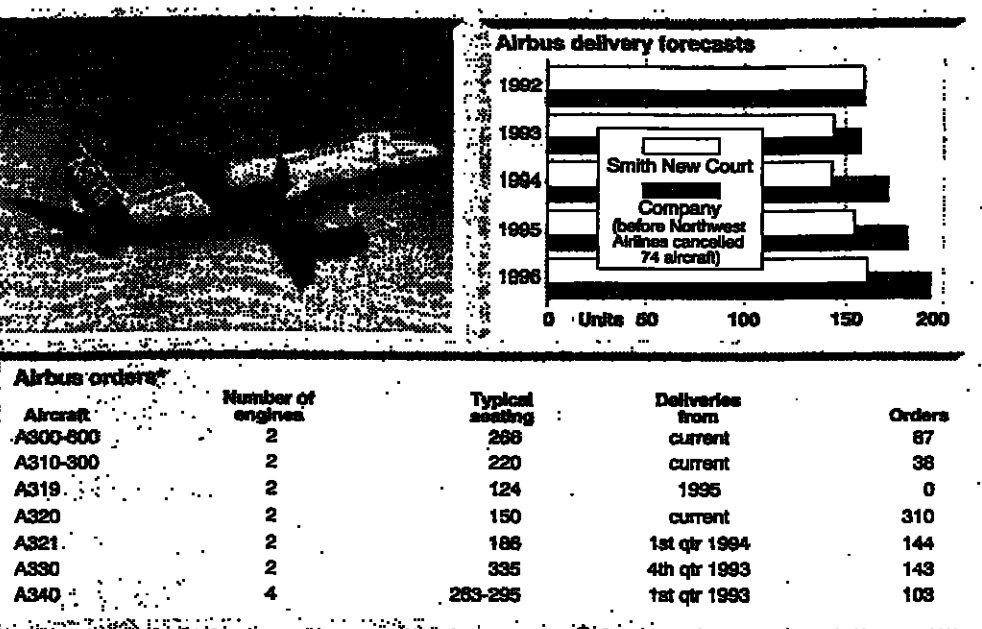 Airbus delivery forecasts
1992
1993
1994
1995
1996
Smith New Court
Company
(before Northwest
Airlines cancelled
74 aircraft)
0 Units 50 100 150 200
Airbus orders*
Aircraft Number of engines Typical seating Deliveries from Orders
A300-600 2 266 current 87
A310-300 2 220 current 38
A319 2 124 1995 0
A320 2 150 current 310
A321 2 186 1st qtr 1994 144
A330 2 335 4th qtr 1993 143
A340 4 263-295 1st qtr 1993 103